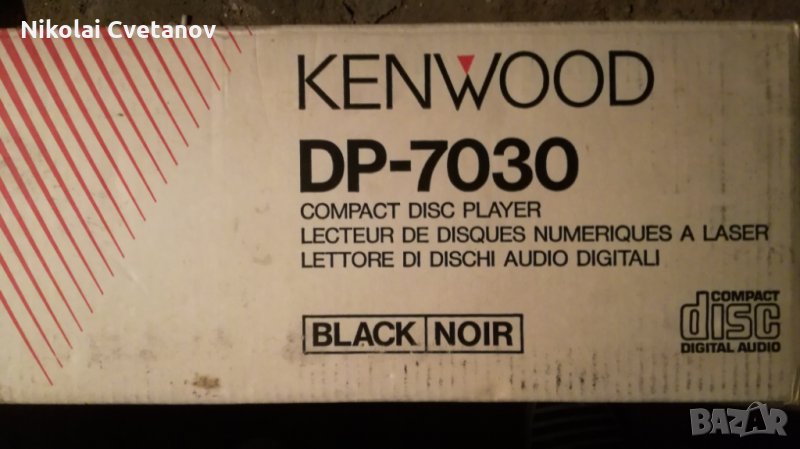 Nikolai Cvetanov
KENWOOD
DP-7030
COMPACT DISC PLAYER
LECTEUR DE DISQUES NUMERIQUES A LASER
LETTORE DI DISCHI AUDIO DIGITALI
BLACK NOIR
COMPACT
disc
DIGITAL AUDIO
BAZAR